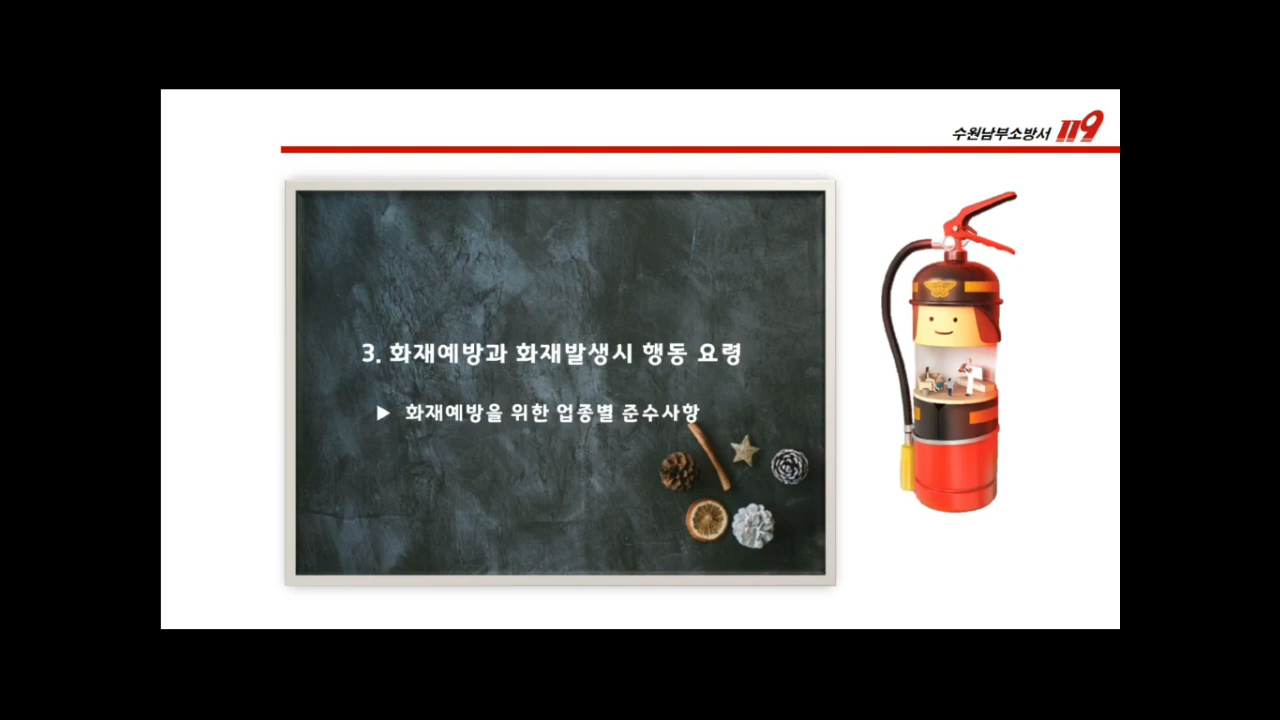 수원남부소방서 119
3. 화재예방과 화재발생시 행동 요령
▶ 화재예방을 위한 업종별 준수사항